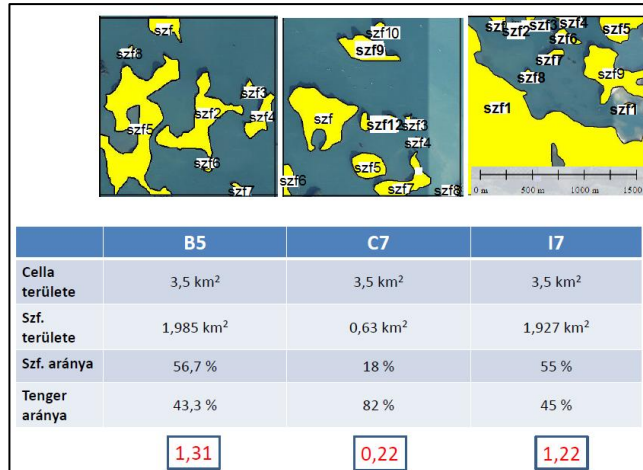 szf
szf8
szf3
szf2
szf4
szf5
szf6
szf7
szf10
szf9
szf
szf12
szf3
szf4
szf5
szf6
szf7
szf8
szf3 szf4
szf2
szf6
szf5
szf7
szf8
szf9
szf1
szf1
0 m 500 m 1000 m 1500
B5 C7 I7
Cella
területe 3,5 km² 3,5 km² 3,5 km²
Szf.
területe 1,985 km² 0,63 km² 1,927 km²
Szf. aránya 56,7 % 18 % 55 %
Tenger
aránya 43,3 % 82 % 45 %
1,31 0,22 1,22